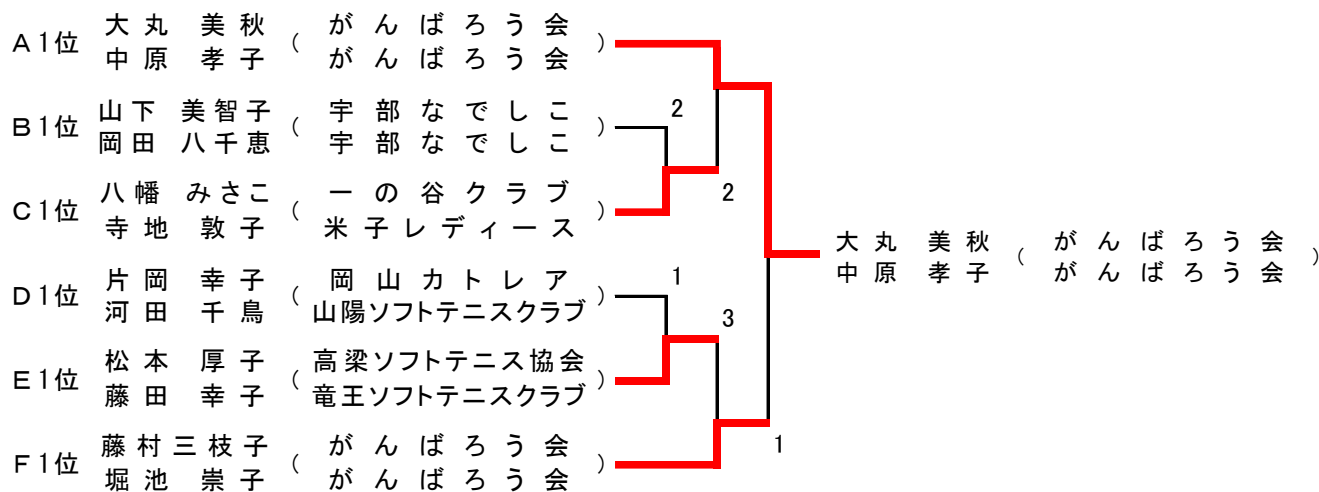 A1位 大丸 美秋 ( がんばろう会 )
中原 孝子 がんばろう会
B1位 山下 美智子 ( 宇部なでしこ ) 2
岡田 八千恵 宇部なでしこ
C1位 八幡 みさこ ( 一の谷クラブ ) 2
寺地 敦子 米子レディース
大丸 美秋 ( がんばろう会 )
中原 孝子 がんばろう会
D1位 片岡 幸子 ( 岡山カトレア ) 1
河田 千鳥 山陽ソフトテニスクラブ
3
E1位 松本 厚子 ( 高梁ソフトテニス協会 )
藤田 幸子 竜王ソフトテニスクラブ
F1位 藤村 三枝子 ( がんばろう会 ) 1
堀池 崇子 がんばろう会